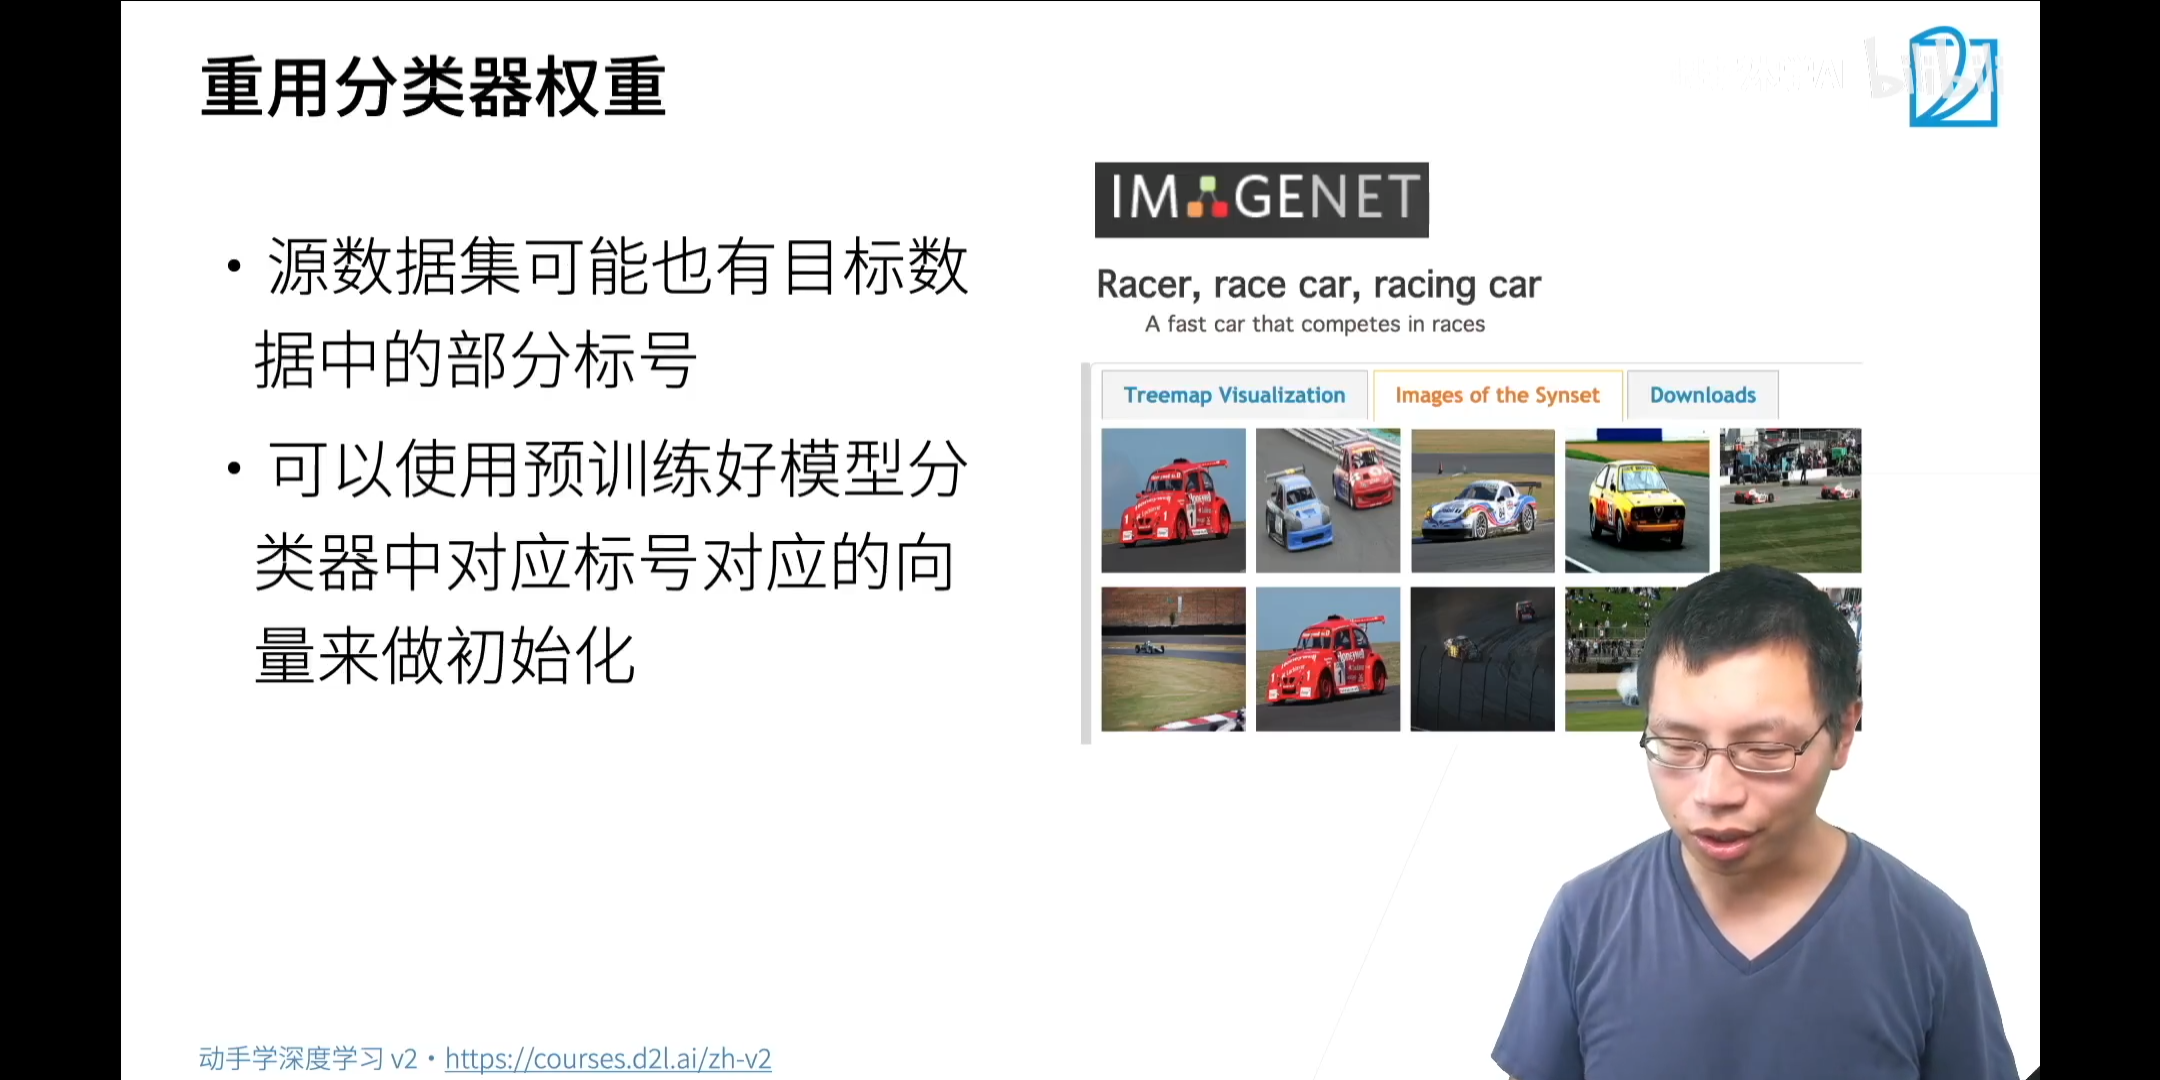 重用分类器权重
bilibili
IMAGENET
• 源数据集可能也有目标数
据中的部分标号
• 可以使用预训练好模型分
类器中对应标号对应的向
量来做初始化
Racer, race car, racing car
A fast car that competes in races
Treemap Visualization
Images of the Synset
Downloads
动手学深度学习 v2 • https://courses.d2l.ai/zh-v2